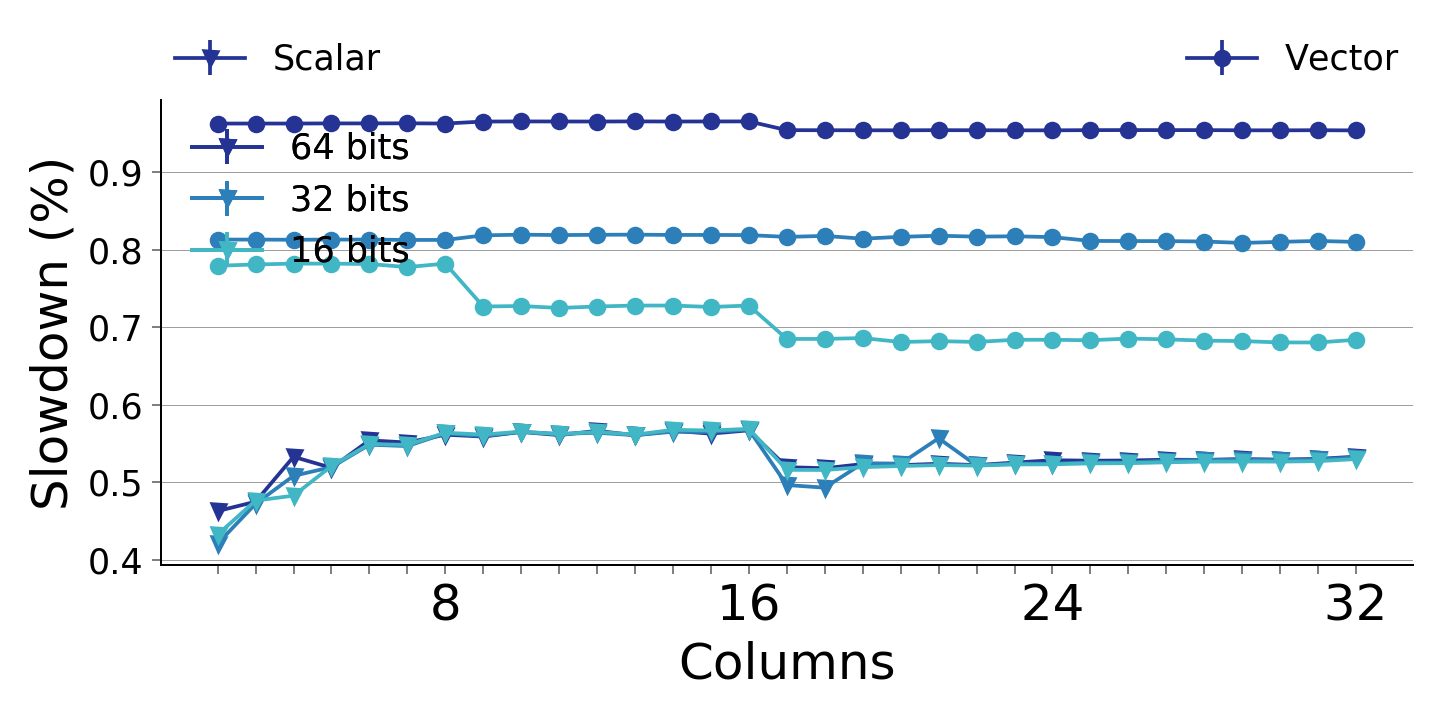 Scalar
Vector
64 bits
32 bits
16 bits
Slowdown (%)
0.9
0.8
0.7
0.6
0.5
0.4
8 16 24 32
Columns